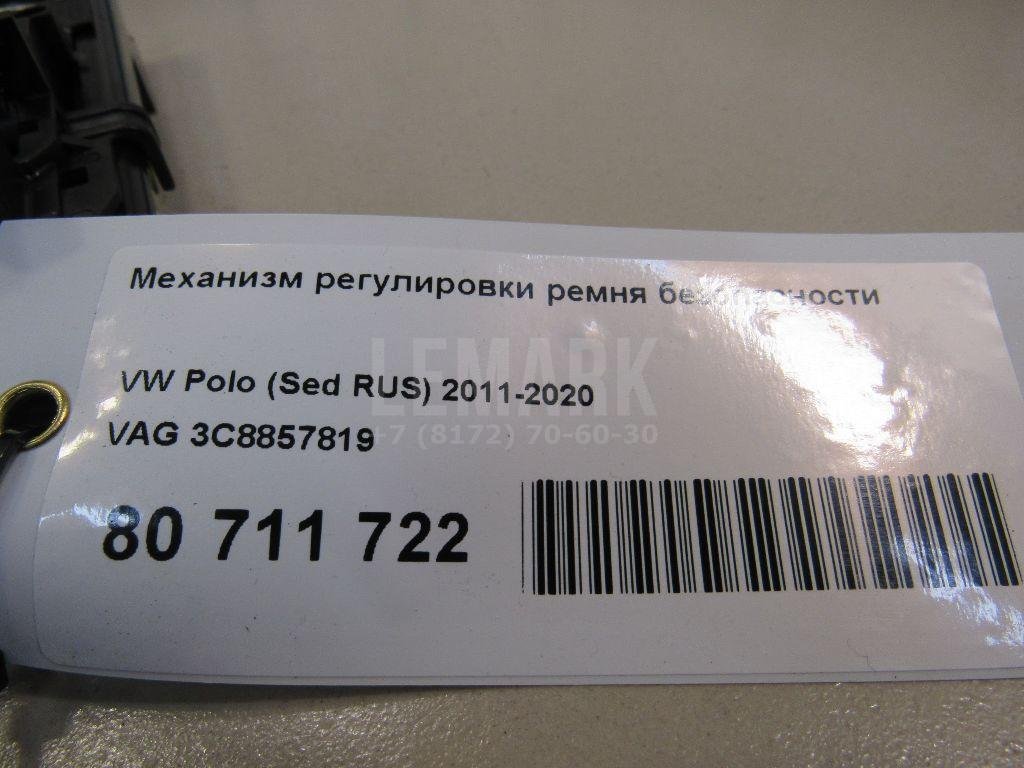 Механизм регулировки ремня безопасности
VW Polo (Sed RUS) 2011-2020
LEMARK
VAG 3C8857819
+7 (8172) 70-60-30
80 711 722